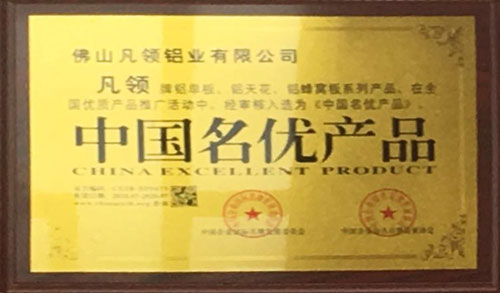 佛山凡领铝业有限公司
凡领 牌铝单板、铝天花、铝蜂窝板系列产品，在全
国优质产品推广活动中，经审核入选为《中国名优产品》。
中国名优产品
CHINA EXCELLENT PRODUCT